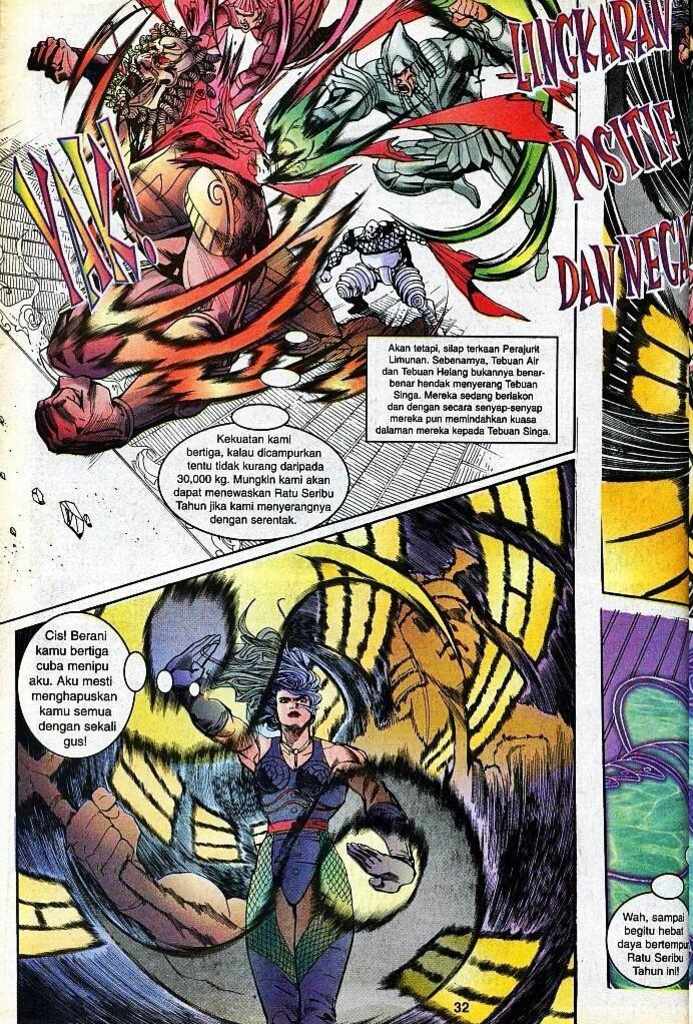 YAK!
LINGKARAN
POSITIF
DAN
Akan tetapi, silap terkaan Perajurit
Limunan. Sebenarnya, Tebuan Air
dan Tebuan Helang bukannya benar-
benar hendak menyerang Tebuan
Singa. Mereka sedang berlakon
dan dengan secara senyap-senyap
mereka pun memindahkan kuasa
dalaman mereka kepada Tebuan Singa.
Kekuatan kami
bertiga, kalau dicampurkan
tentu tidak kurang daripada
30,000 kg. Mungkin kami akan
dapat menewaskan Ratu Seribu
Tahun jika kami menyerangnya
dengan serentak.
Cis! Berani
kamu bertiga
cuba menipu
aku. Aku mesti
menghapuskan
kamu semua
dengan sekali
gus!
Wah, sampai
begitu hebat
daya bertempur
Ratu Seribu
Tahun ini!
32